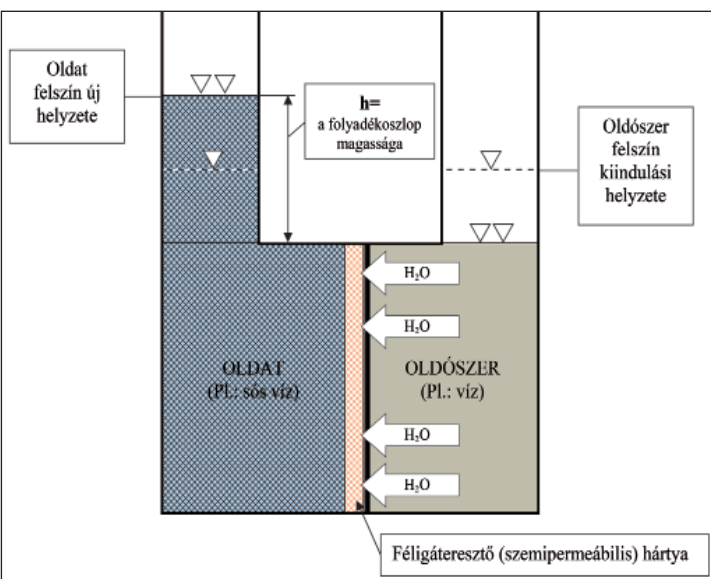 Oldat
felszín új
helyzete
h=
a folyadékoszlop
magassága
Oldószer
felszín
kiindulási
helyzete
H₂O
H₂O
OLDAT
(Pl.: sós víz)
OLDÓSZER
(Pl.: víz)
H₂O
H₂O
Féligáteresztő (szemipermeábilis) hártya